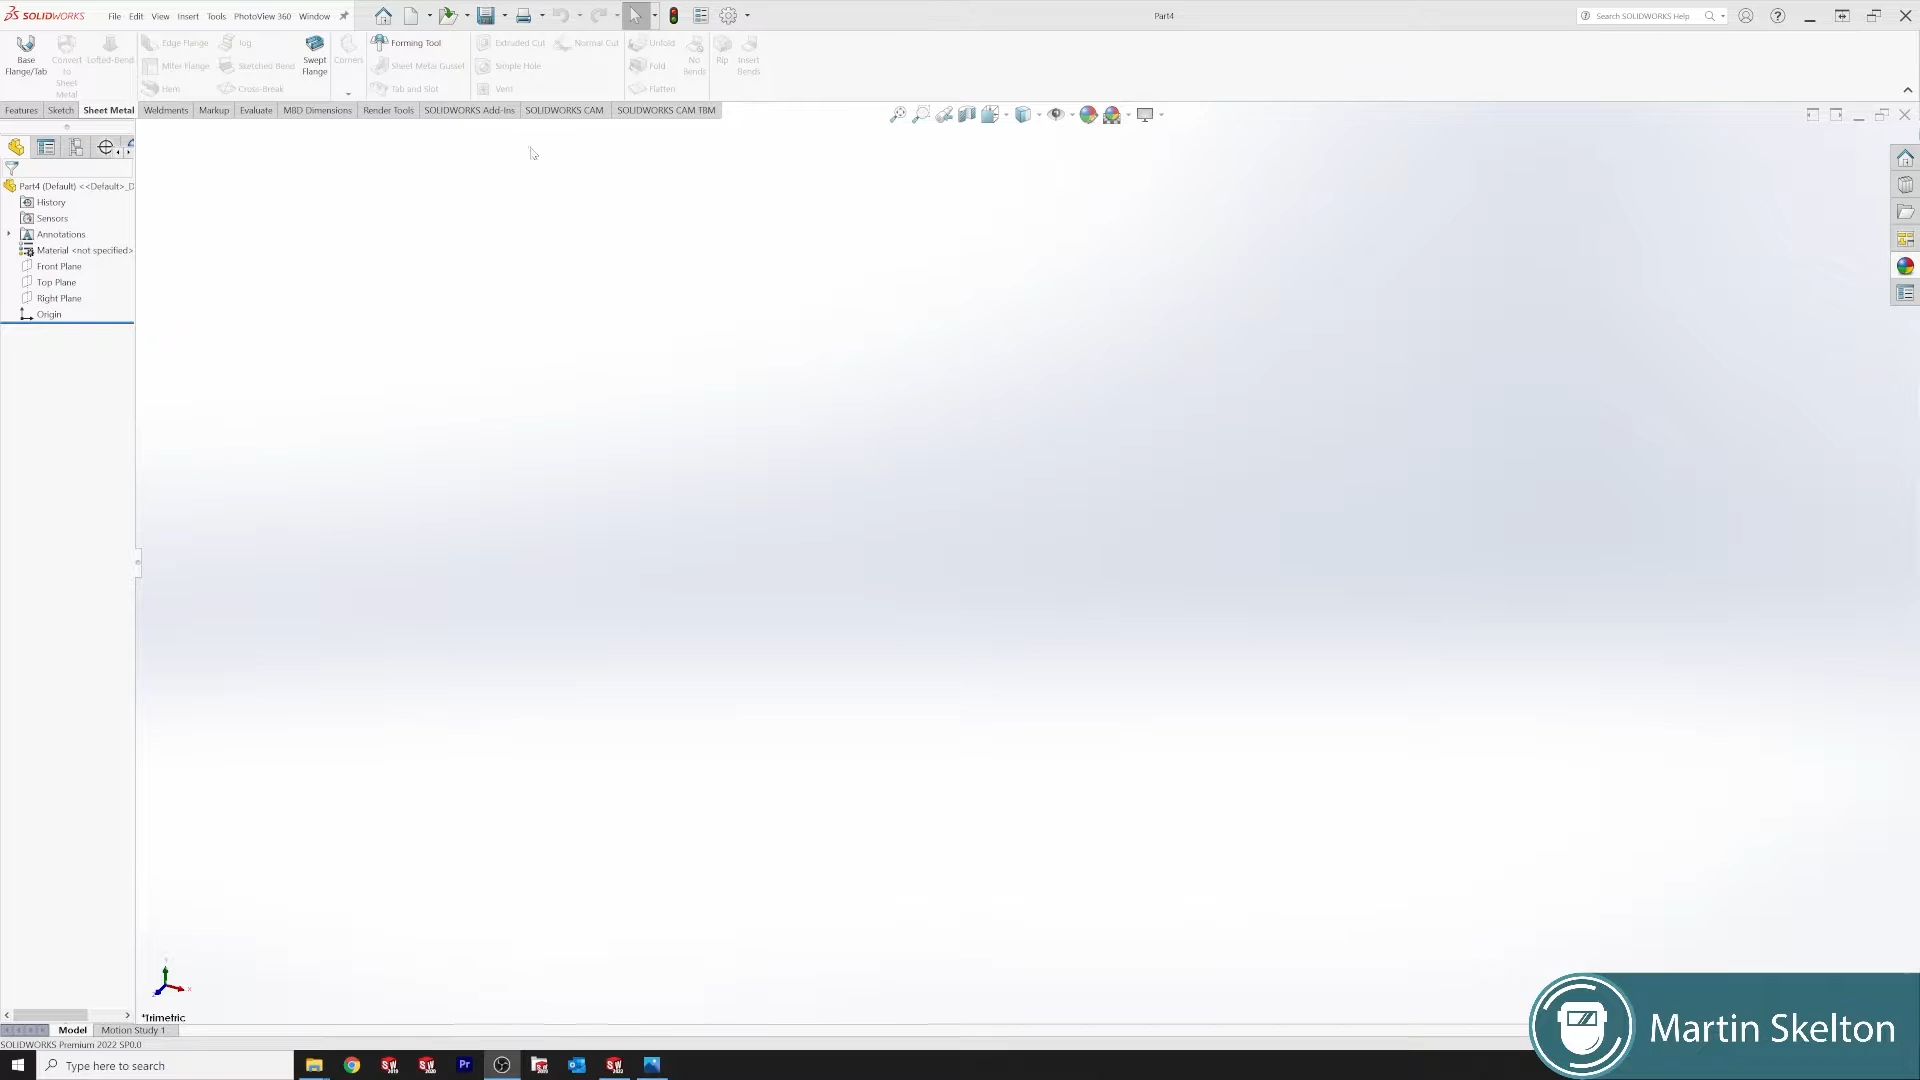 SOLIDWORKS File Edit View Insert Tools PhotoView 360 Window Part4 Search SOLIDWORKS Help
Base Flange/Tab
Convert to Sheet Metal
Lofted-Bend
Edge Flange
Miter Flange
Hem
Jog
Sketched Bend
Cross-Break
Swept Flange
Corners
Forming Tool
Sheet Metal Gusset
Tab and Slot
Extruded Cut
Simple Hole
Vent
Normal Cut
Unfold
Fold
Flatten
No Bends
Rip
Insert Bends
Features Sketch Sheet Metal Weldments Markup Evaluate MBD Dimensions Render Tools SOLIDWORKS Add-Ins SOLIDWORKS CAM SOLIDWORKS CAM TBM
Part4 (Default) <<Default>_D
History
Sensors
Annotations
Material <not specified>
Front Plane
Top Plane
Right Plane
Origin
*Trimetric
Model Motion Study 1
SOLIDWORKS Premium 2022 SP0.0
Type here to search
Martin Skelton